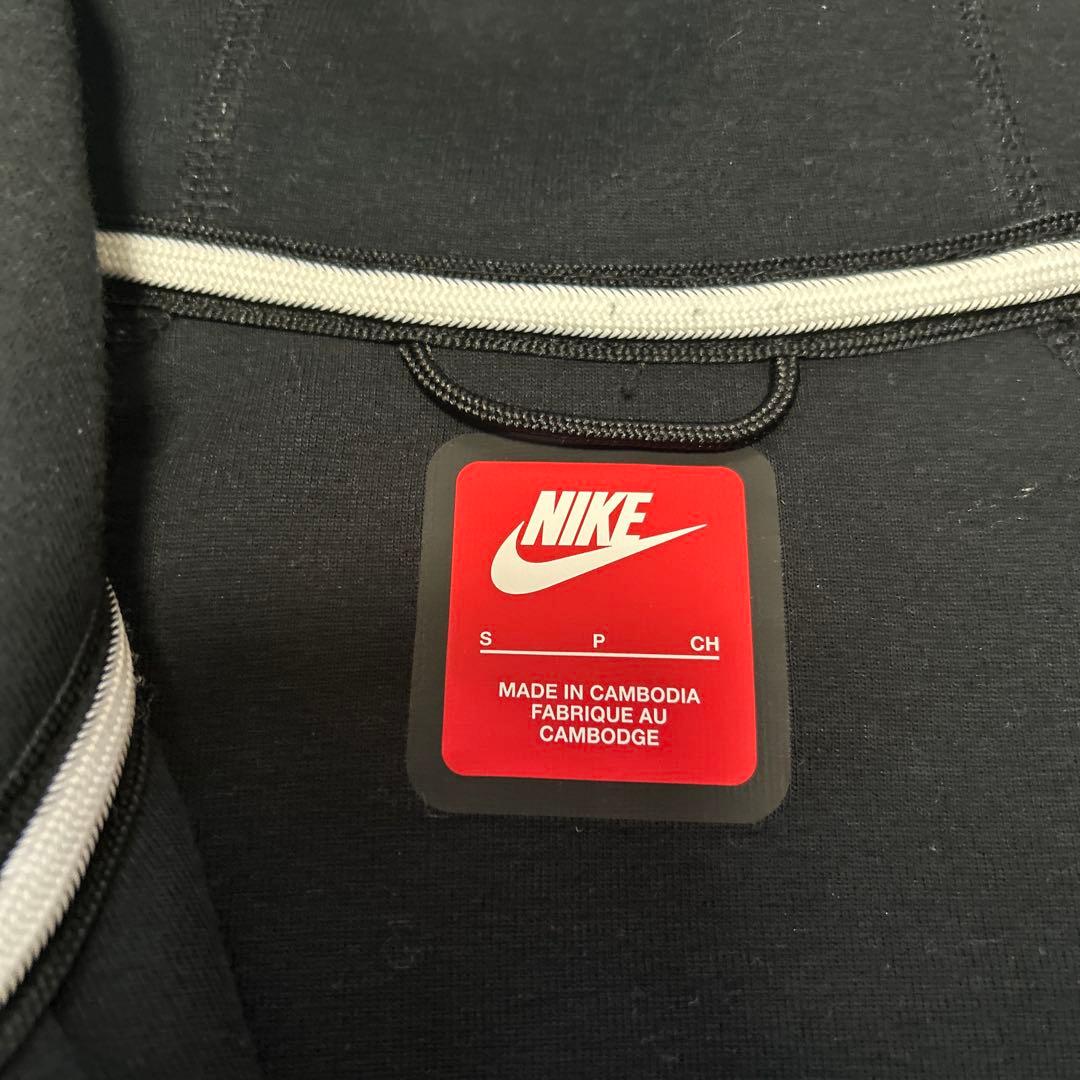 NIKE
S P CH
MADE IN CAMBODIA
FABRIQUE AU
CAMBODGE